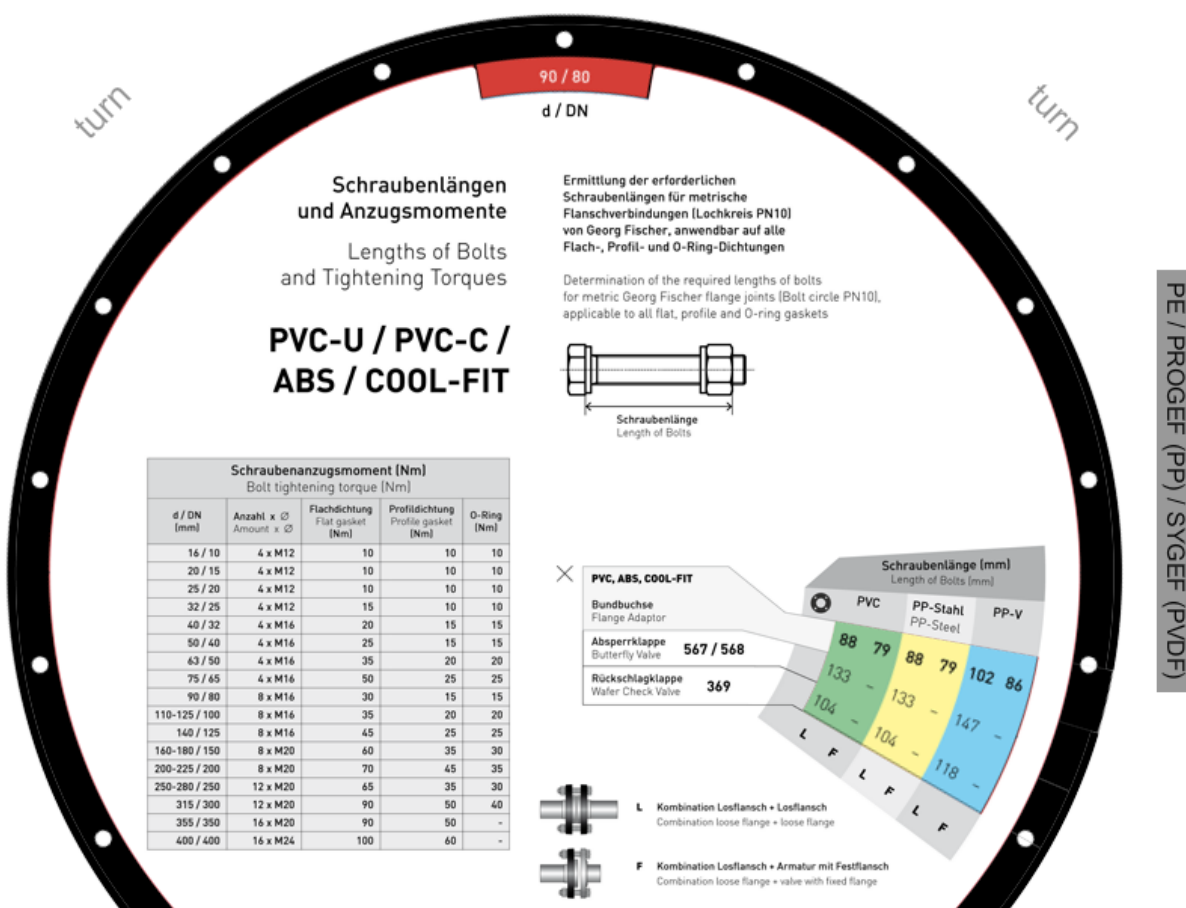 turn
90 / 80
turn
d / DN
Schraubenlängen
und Anzugsmomente
Lengths of Bolts
and Tightening Torques
PVC-U / PVC-C /
ABS / COOL-FIT
Ermittlung der erforderlichen
Schraubenlängen für metrische
Flanschverbindungen (Lochkreis PN10)
von Georg Fischer, anwendbar auf alle
Flach-, Profil- und O-Ring-Dichtungen
Determination of the required lengths of bolts
for metric Georg Fischer flange joints (Bolt circle PN10),
applicable to all flat, profile and O-ring gaskets
Schraubenlänge
Length of Bolts
PE / PROGEF (PP) / SYGEF (PVDF)
Schraubenanzugsmoment (Nm)
Bolt tightening torque (Nm)
d / DN (mm) Anzahl x Ø Amount x Ø Flachdichtung Flat gasket (Nm) Profildichtung Profile gasket (Nm) O-Ring (Nm)
16 / 10 4 x M12 10 10 10
20 / 15 4 x M12 10 10 10
25 / 20 4 x M12 10 10 10
32 / 25 4 x M12 15 10 10
40 / 32 4 x M16 20 15 15
50 / 40 4 x M16 25 15 15
63 / 50 4 x M16 35 20 20
75 / 65 4 x M16 50 25 25
90 / 80 8 x M16 30 15 15
110-125 / 100 8 x M16 35 20 20
140 / 125 8 x M16 45 25 25
160-180 / 150 8 x M20 60 35 30
200-225 / 200 8 x M20 70 45 35
250-280 / 250 12 x M20 65 35 30
315 / 300 12 x M20 90 50 40
355 / 350 16 x M20 90 50 -
400 / 400 16 x M24 100 60 -
PVC, ABS, COOL-FIT
Bundbuchse
Flange Adaptor
Absperrklappe
Butterfly Valve 567 / 568
Rückschlagklappe
Wafer Check Valve 369
Schraubenlänge (mm)
Length of Bolts (mm)
PVC PP-Stahl PP-V
PP-Steel
88 79 88 79 102 86
133 - 133 - 147 -
104 - 104 - 118 -
L F L F L F
L Kombination Losflansch + Losflansch
Combination loose flange + loose flange
F Kombination Losflansch + Armatur mit Festflansch
Combination loose flange + valve with fixed flange